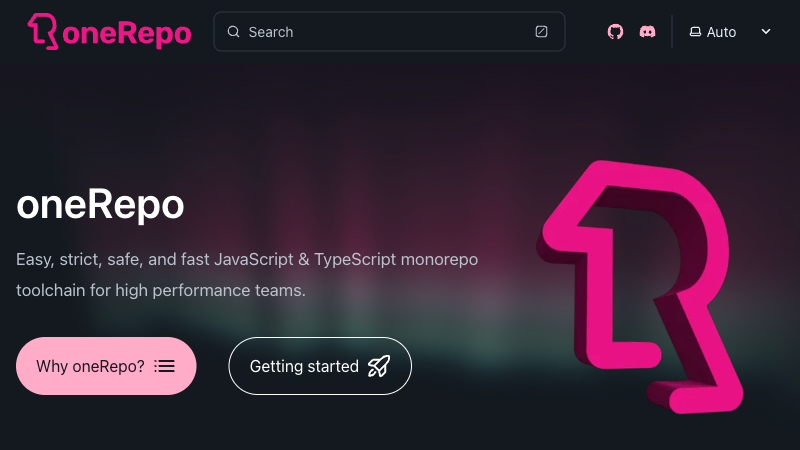 oneRepo
Search
Auto
oneRepo
Easy, strict, safe, and fast JavaScript & TypeScript monorepo
toolchain for high performance teams.
Why oneRepo?
Getting started